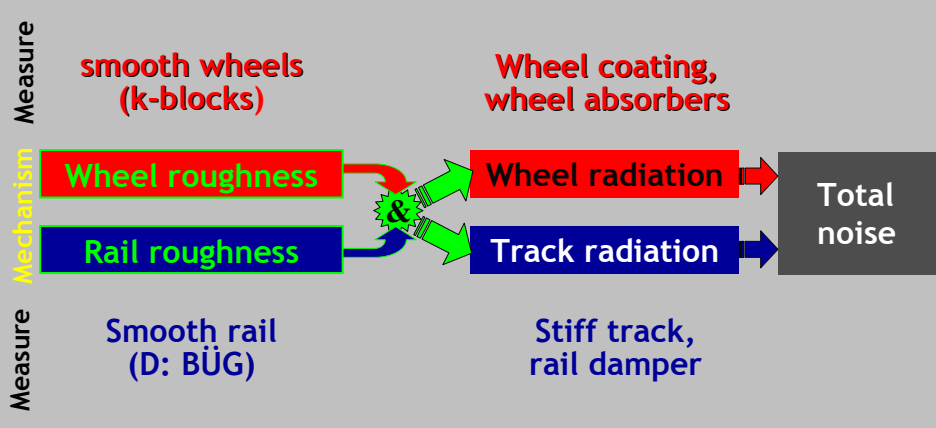 Measure
smooth wheels
(k-blocks)
Wheel coating,
wheel absorbers
Mechanism
Wheel roughness
Wheel radiation
&
Total
noise
Rail roughness
Track radiation
Measure
Smooth rail
(D: BÜG)
Stiff track,
rail damper